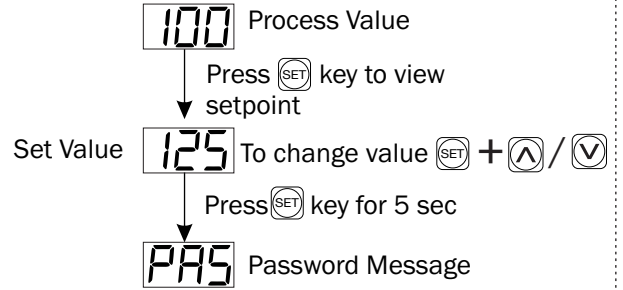 100 Process Value
Press SET key to view
setpoint
Set Value 125 To change value SET + ∧ / ∨
Press SET key for 5 sec
PAS Password Message